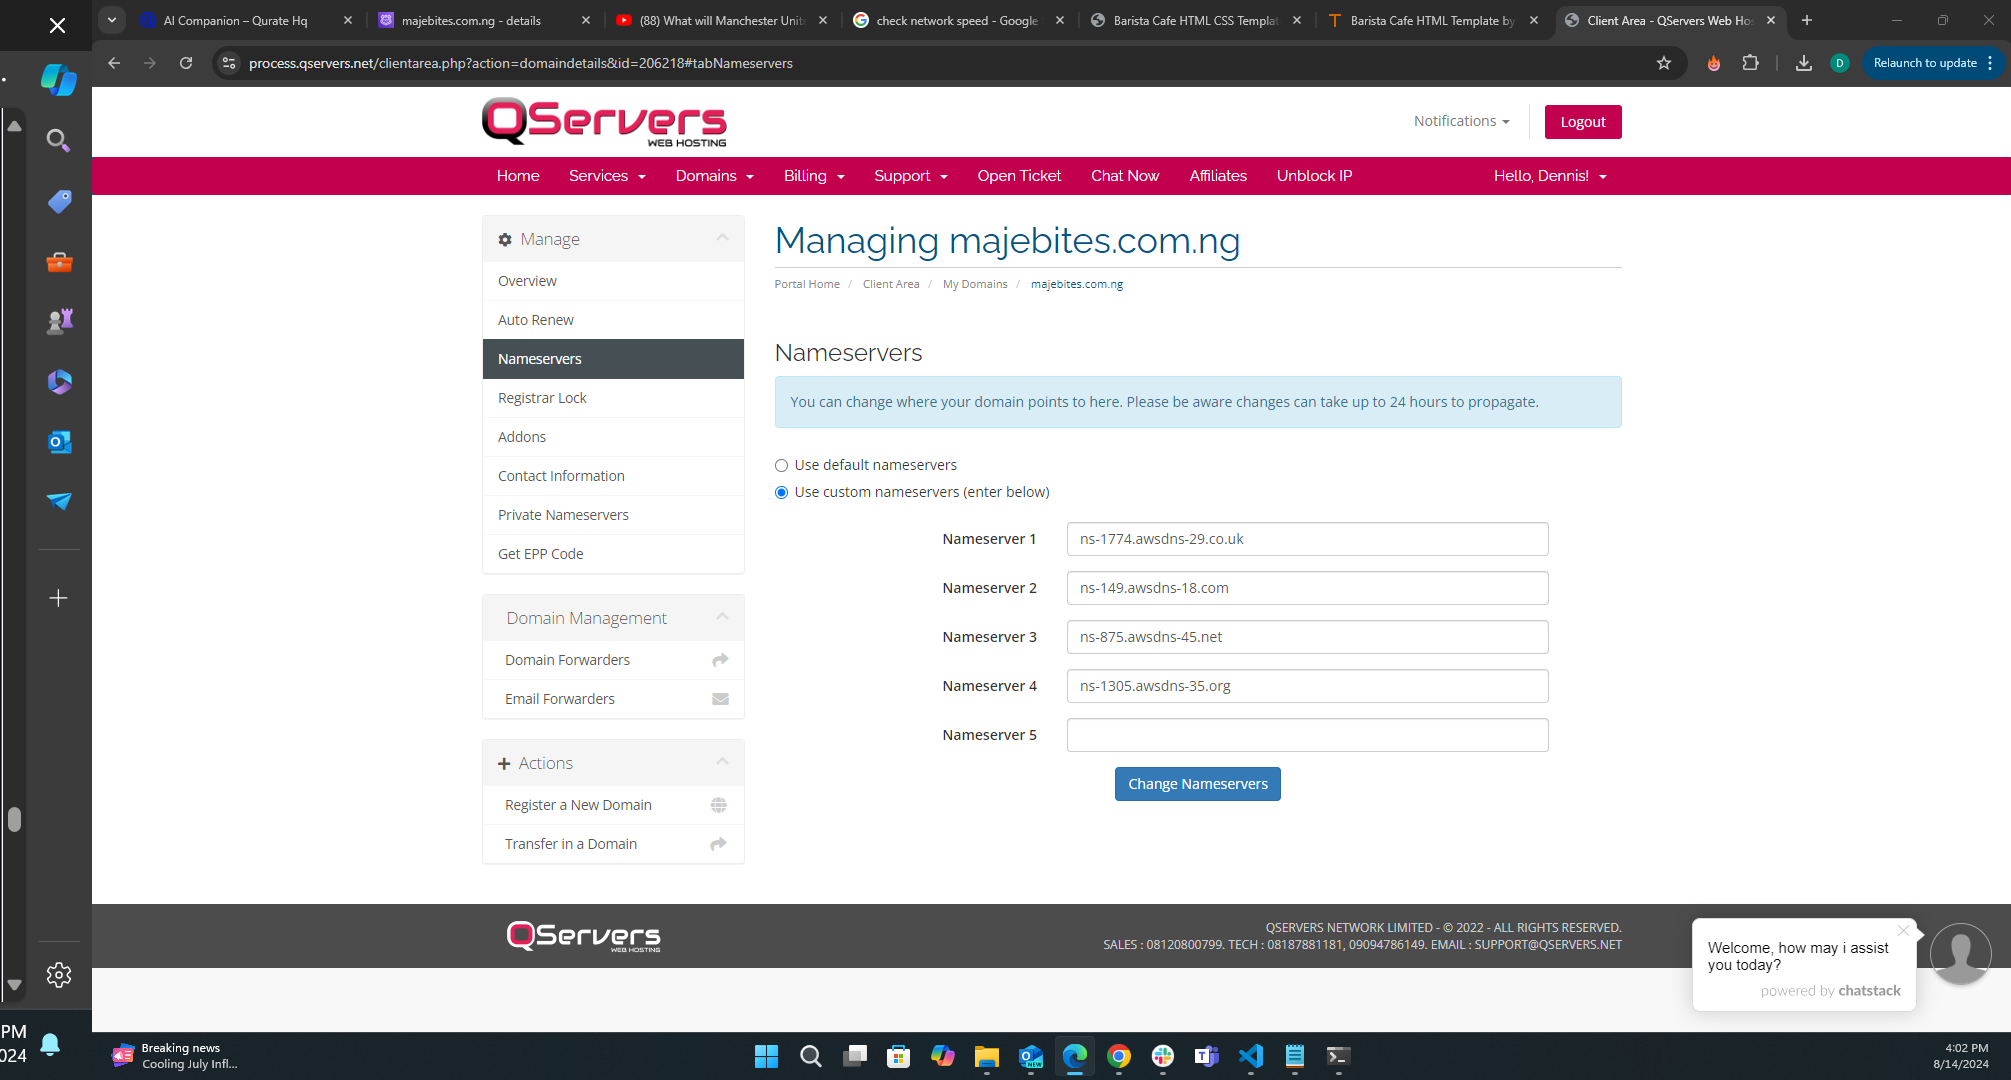 AI Companion – Qurate Hq
majebites.com.ng - details
(88) What will Manchester Unit
check network speed - Google
Barista Cafe HTML CSS Templat
Barista Cafe HTML Template by
Client Area - QServers Web Ho
process.qservers.net/clientarea.php?action=domaindetails&id=206218#tabNameservers
D
Relaunch to update
QServers
WEB HOSTING
Notifications
Logout
Home
Services
Domains
Billing
Support
Open Ticket
Chat Now
Affiliates
Unblock IP
Hello, Dennis!
Manage
Overview
Auto Renew
Nameservers
Registrar Lock
Addons
Contact Information
Private Nameservers
Get EPP Code
Domain Management
Domain Forwarders
Email Forwarders
Actions
Register a New Domain
Transfer in a Domain
Managing majebites.com.ng
Portal Home / Client Area / My Domains / majebites.com.ng
Nameservers
You can change where your domain points to here. Please be aware changes can take up to 24 hours to propagate.
Use default nameservers
Use custom nameservers (enter below)
Nameserver 1 ns-1774.awsdns-29.co.uk
Nameserver 2 ns-149.awsdns-18.com
Nameserver 3 ns-875.awsdns-45.net
Nameserver 4 ns-1305.awsdns-35.org
Nameserver 5
Change Nameservers
QServers
WEB HOSTING
QSERVERS NETWORK LIMITED - © 2022 - ALL RIGHTS RESERVED.
SALES : 08120800799. TECH : 08187881181, 09094786149. EMAIL : SUPPORT@QSERVERS.NET
Welcome, how may i assist
you today?
powered by chatstack
PM
024
Breaking news
Cooling July Infl...
NEW
4:02 PM
8/14/2024